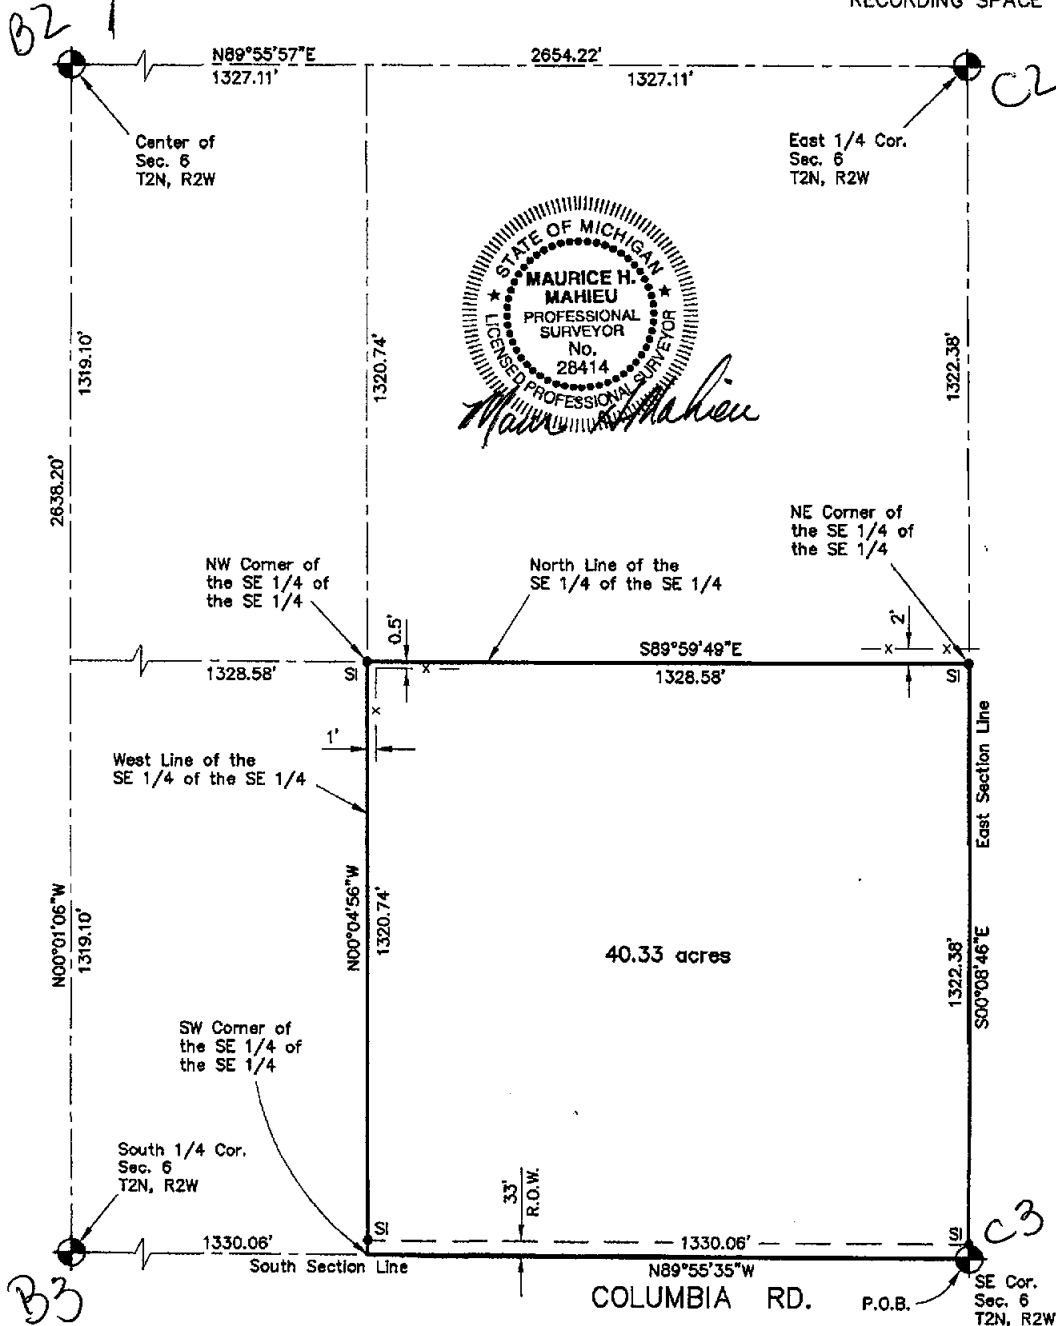 RECORDING SPACE
B2
1
N89°55'57"E
2654.22'
1327.11'
1327.11'
C2
Center of
Sec. 6
T2N, R2W
East 1/4 Cor.
Sec. 6
T2N, R2W
STATE OF MICHIGAN
MAURICE H.
MAHIEU
PROFESSIONAL
SURVEYOR
No.
28414
LICENSED PROFESSIONAL SURVEYOR
1319.10'
1320.74'
1322.38'
2638.20'
NW Corner of
the SE 1/4 of
the SE 1/4
North Line of the
SE 1/4 of the SE 1/4
NE Corner of
the SE 1/4 of
the SE 1/4
0.5'
2'
x
x
S89°59'49"E
1328.58'
SI
x
1328.58'
SI
x
1'
West Line of the
SE 1/4 of the SE 1/4
East Section Line
N00°01'06"W
1319.10'
N00°04'56"W
1320.74'
40.33 acres
1322.38'
S00°08'46"E
SW Corner of
the SE 1/4 of
the SE 1/4
South 1/4 Cor.
Sec. 6
T2N, R2W
33'
R.O.W.
SI
SI
C3
1330.06'
1330.06'
South Section Line
N89°55'35"W
B3
COLUMBIA RD.
P.O.B.
SE Cor.
Sec. 6
T2N, R2W